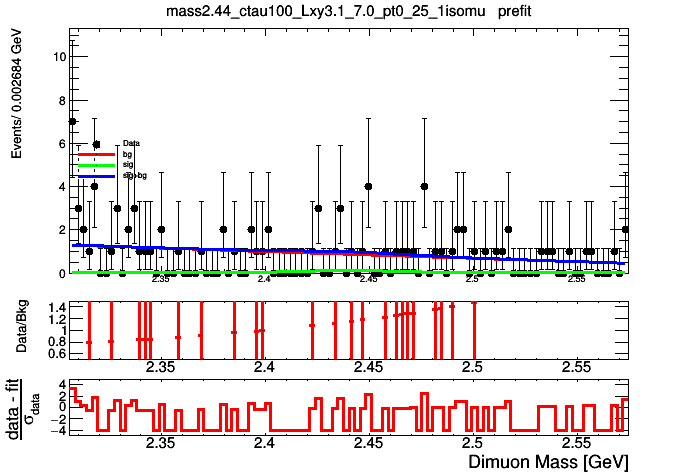 mass2.44_ctau100_Lxy3.1_7.0_pt0_25_1isomu prefit
Events/ 0.002684 GeV
10
8
6
4
2
0
Data
bg
sig
sig+bg
2.35 2.4 2.45 2.5 2.55
Data/Bkg
1.4
1.2
1
0.8
0.6
2.35 2.4 2.45 2.5 2.55
data - fit
σdata
4
2
0
−2
−4
2.35 2.4 2.45 2.5 2.55
Dimuon Mass [GeV]